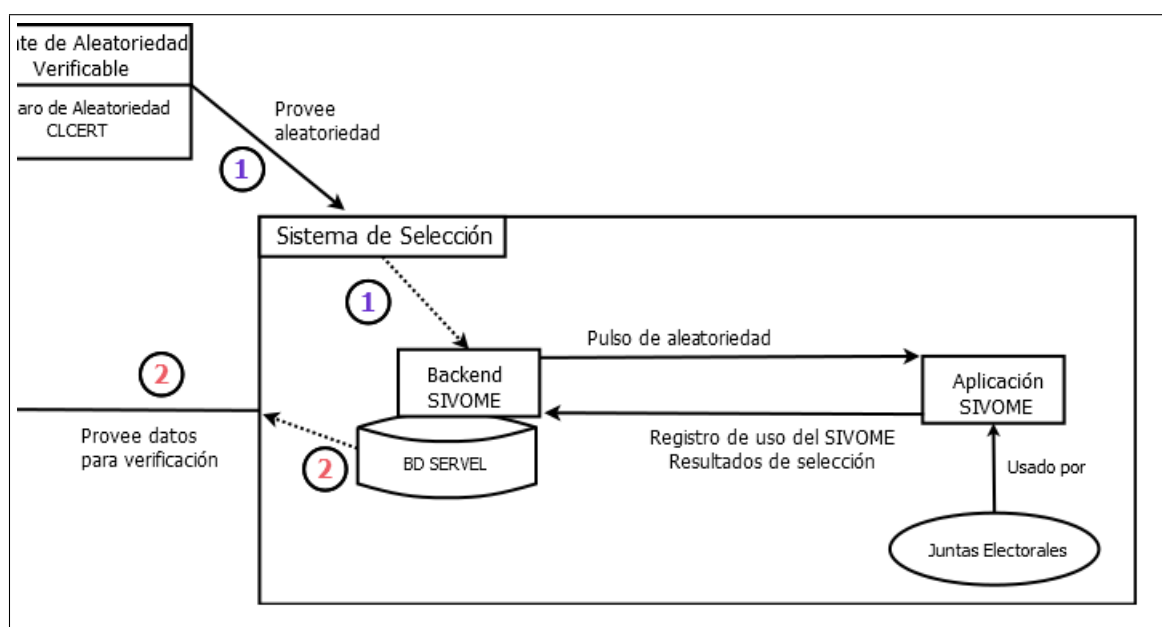 de Aleatoriedad
Verificable
de Aleatoriedad
CLCERT
Provee
aleatoriedad
1
Sistema de Selección
1
Pulso de aleatoriedad
2
Backend
SIVOME
Aplicación
SIVOME
Provee datos
para verificación
Registro de uso del SIVOME
Resultados de selección
2
BD SERVEL
Usado por
Juntas Electorales